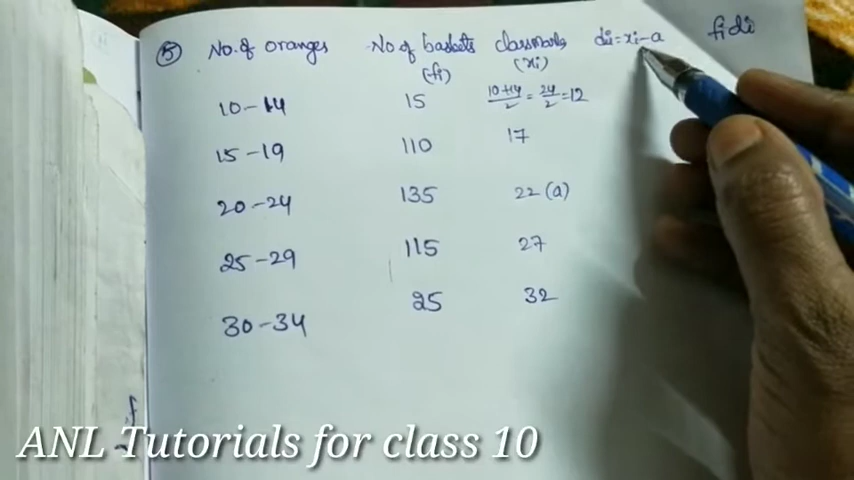 ⑤ No. of oranges No of baskets (fi) classmark (xi) di = xi - a fidi
10-14 15 10+14/2 = 24/2 = 12
15-19 110 17
20-24 135 22 (a)
25-29 115 27
30-34 25 32
ANL Tutorials for class 10